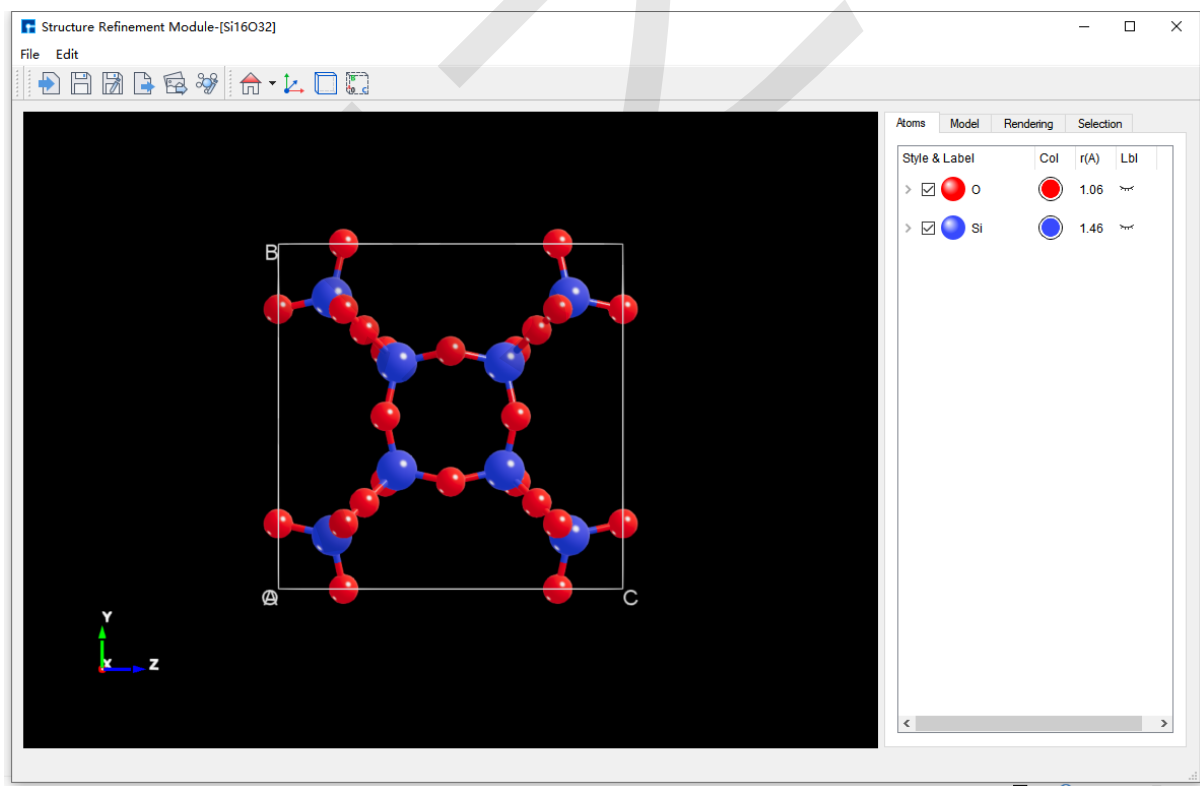 Structure Refinement Module-[Si16O32]
File Edit
Atoms Model Rendering Selection
Style & Label Col r(A) Lbl
O 1.06
Si 1.46
B
A
C
Y
X Z